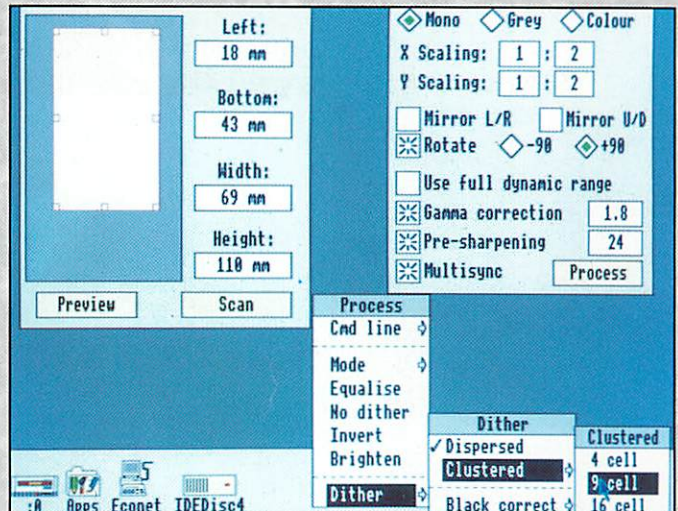 Left:
18 mm
Bottom:
43 mm
Width:
69 mm
Height:
110 mm
Preview
Scan
Mono Grey Colour
X Scaling: 1 : 2
Y Scaling: 1 : 2
Mirror L/R Mirror U/D
Rotate -90 +90
Use full dynamic range
Gamma correction 1.8
Pre-sharpening 24
Multisync Process
Process
Cmd line
Mode
Equalise
No dither
Invert
Brighten
Dither
Dither
Dispersed
Clustered
Black correct
Clustered
4 cell
9 cell
16 cell
:0 Apps Econet IDEDisc4
5